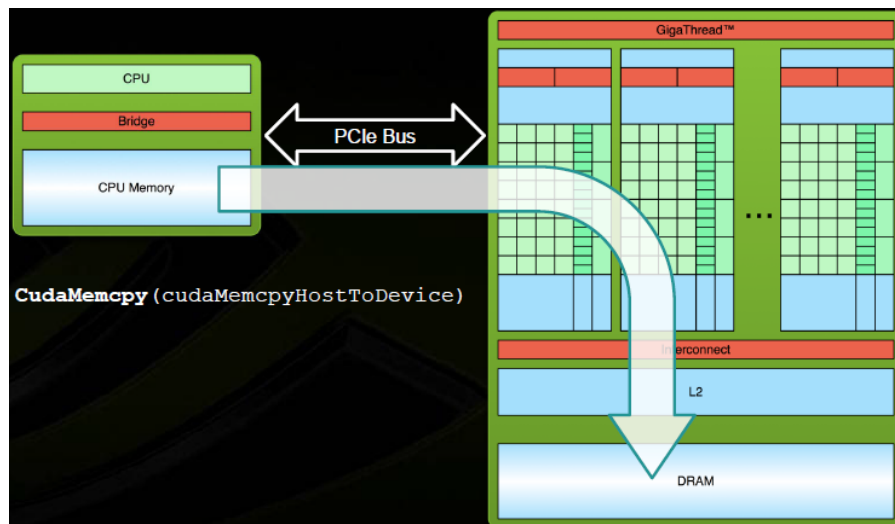 GigaThread™
CPU
Bridge
PCIe Bus
CPU Memory
...
CudaMemcpy(cudaMemcpyHostToDevice)
Interconnect
L2
DRAM